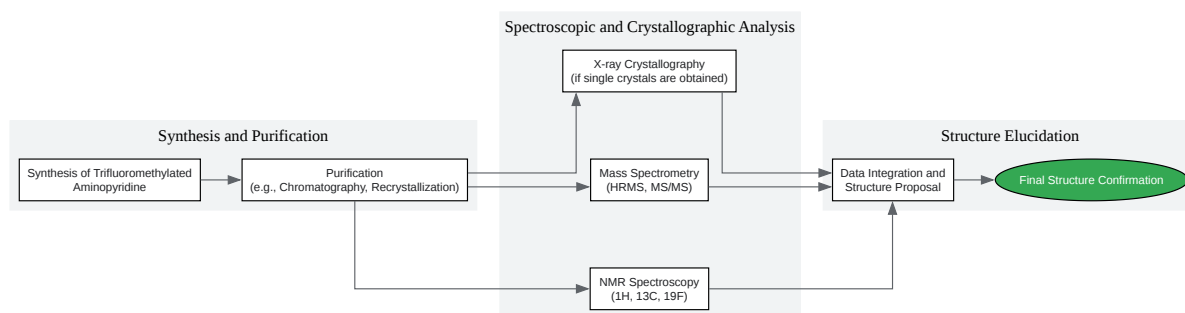 Spectroscopic and Crystallographic Analysis
X-ray Crystallography
(if single crystals are obtained)
Synthesis and Purification
Structure Elucidation
Synthesis of Trifluoromethylated
Aminopyridine
Purification
(e.g., Chromatography, Recrystallization)
Mass Spectrometry
(HRMS, MS/MS)
Data Integration and
Structure Proposal
Final Structure Confirmation
NMR Spectroscopy
(1H, 13C, 19F)